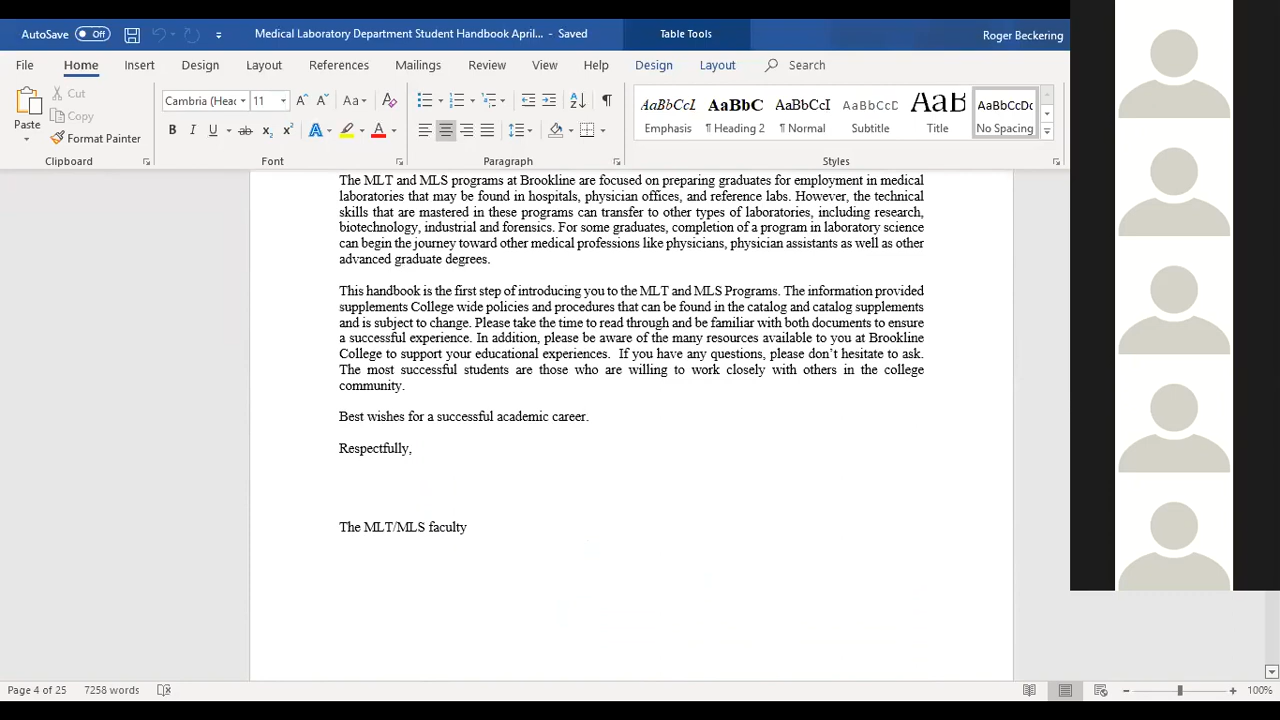 AutoSave Off Medical Laboratory Department Student Handbook April... - Saved Table Tools Roger Beckering
File Home Insert Design Layout References Mailings Review View Help Design Layout Search
Paste
Cut
Copy
Format Painter
Clipboard
Cambria (Heac 11
Font
Paragraph
AaBbCcL AaBbC AaBbCcI AaBbCcD AaB AaBbCcDc
Emphasis ¶ Heading 2 ¶ Normal Subtitle Title No Spacing
Styles
The MLT and MLS programs at Brookline are focused on preparing graduates for employment in medical
laboratories that may be found in hospitals, physician offices, and reference labs. However, the technical
skills that are mastered in these programs can transfer to other types of laboratories, including research,
biotechnology, industrial and forensics. For some graduates, completion of a program in laboratory science
can begin the journey toward other medical professions like physicians, physician assistants as well as other
advanced graduate degrees.
This handbook is the first step of introducing you to the MLT and MLS Programs. The information provided
supplements College wide policies and procedures that can be found in the catalog and catalog supplements
and is subject to change. Please take the time to read through and be familiar with both documents to ensure
a successful experience. In addition, please be aware of the many resources available to you at Brookline
College to support your educational experiences. If you have any questions, please don't hesitate to ask.
The most successful students are those who are willing to work closely with others in the college
community.
Best wishes for a successful academic career.
Respectfully,
The MLT/MLS faculty
Page 4 of 25 7258 words 100%